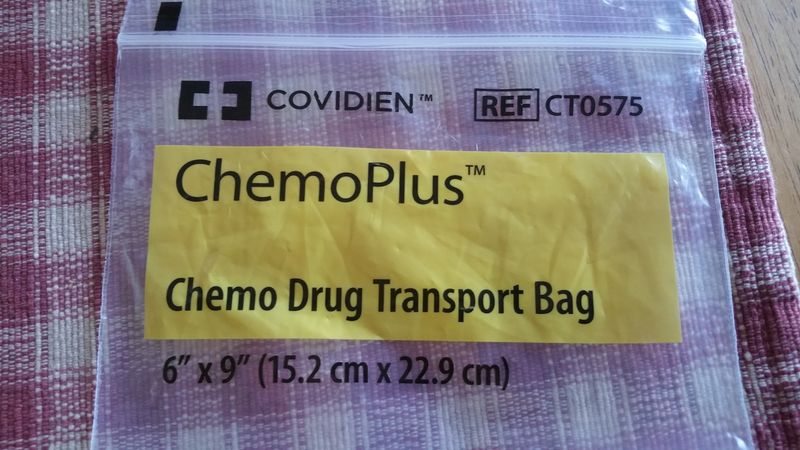 COVIDIEN™ REF CT0575
ChemoPlus™
Chemo Drug Transport Bag
6” x 9” (15.2 cm x 22.9 cm)